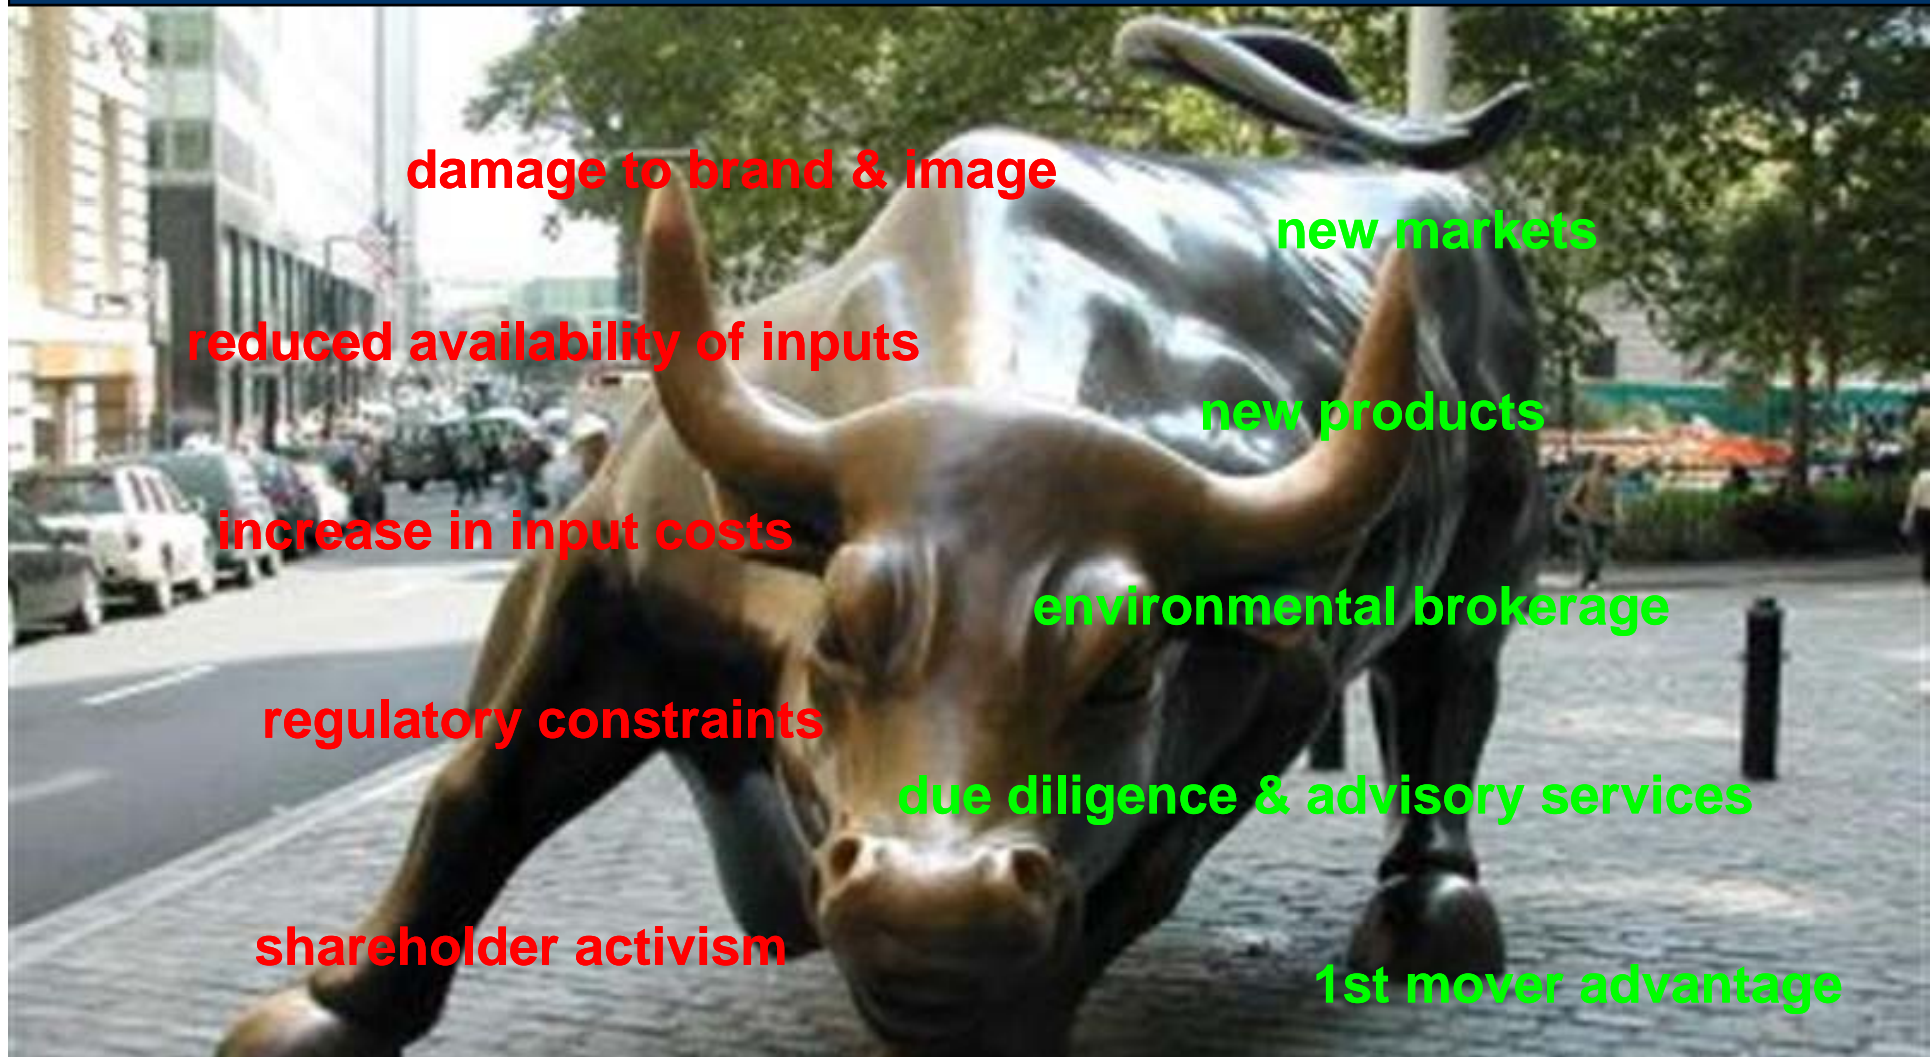 damage to brand & image
new markets
reduced availability of inputs
new products
increase in input costs
environmental brokerage
regulatory constraints
due diligence & advisory services
shareholder activism
1st mover advantage